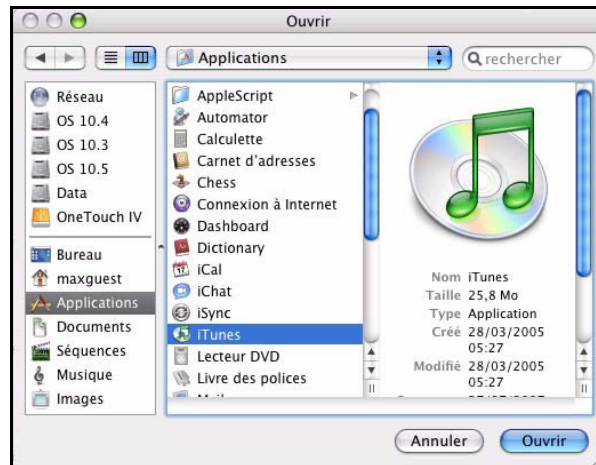 Ouvrir
Applications
rechercher
Réseau
OS 10.4
OS 10.3
OS 10.5
Data
OneTouch IV
Bureau
maxguest
Applications
Documents
Séquences
Musique
Images
AppleScript
Automator
Calculette
Carnet d'adresses
Chess
Connexion à Internet
Dashboard
Dictionary
iCal
iChat
iSync
iTunes
Lecteur DVD
Livre des polices
Nom iTunes
Taille 25,8 Mo
Type Application
Créé 28/03/2005
05:27
Modifié 28/03/2005
05:27
Annuler
Ouvrir